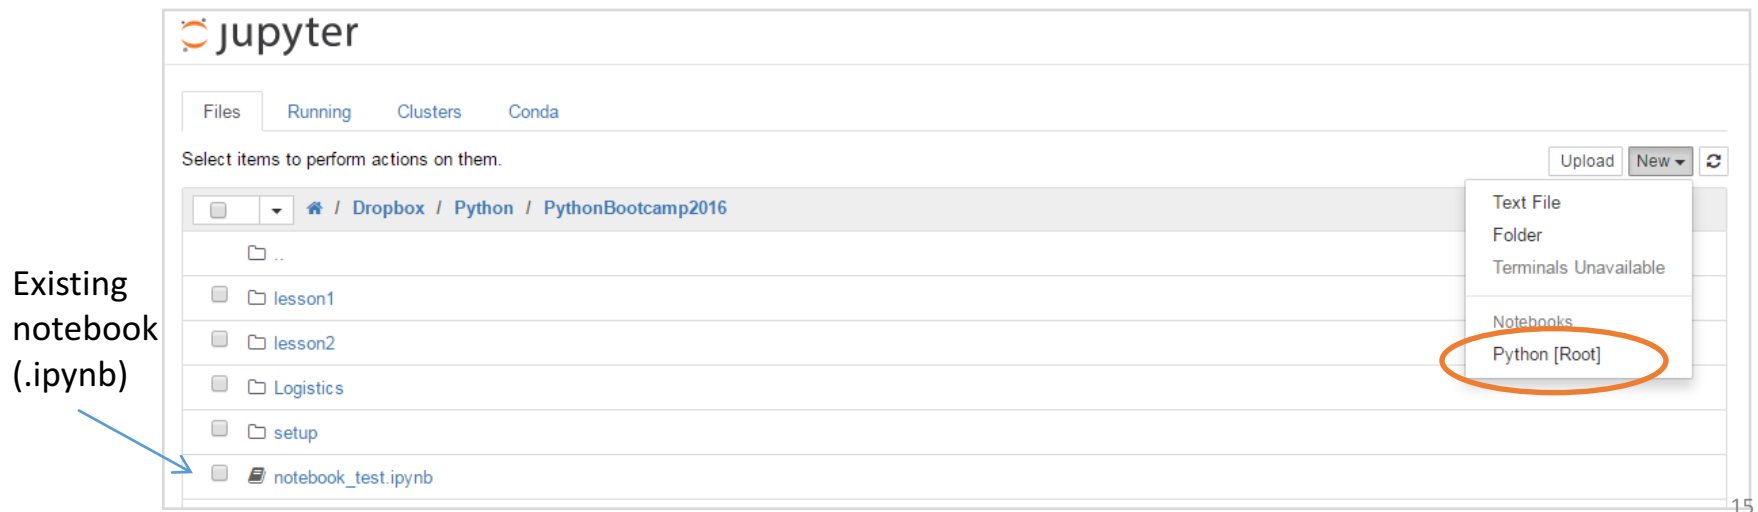 jupyter
Files Running Clusters Conda
Select items to perform actions on them.
Upload New
/ Dropbox / Python / PythonBootcamp2016
Text File
Folder
Terminals Unavailable
Notebooks
Python [Root]
..
lesson1
lesson2
Logistics
setup
notebook_test.ipynb
Existing
notebook
(.ipynb)
15